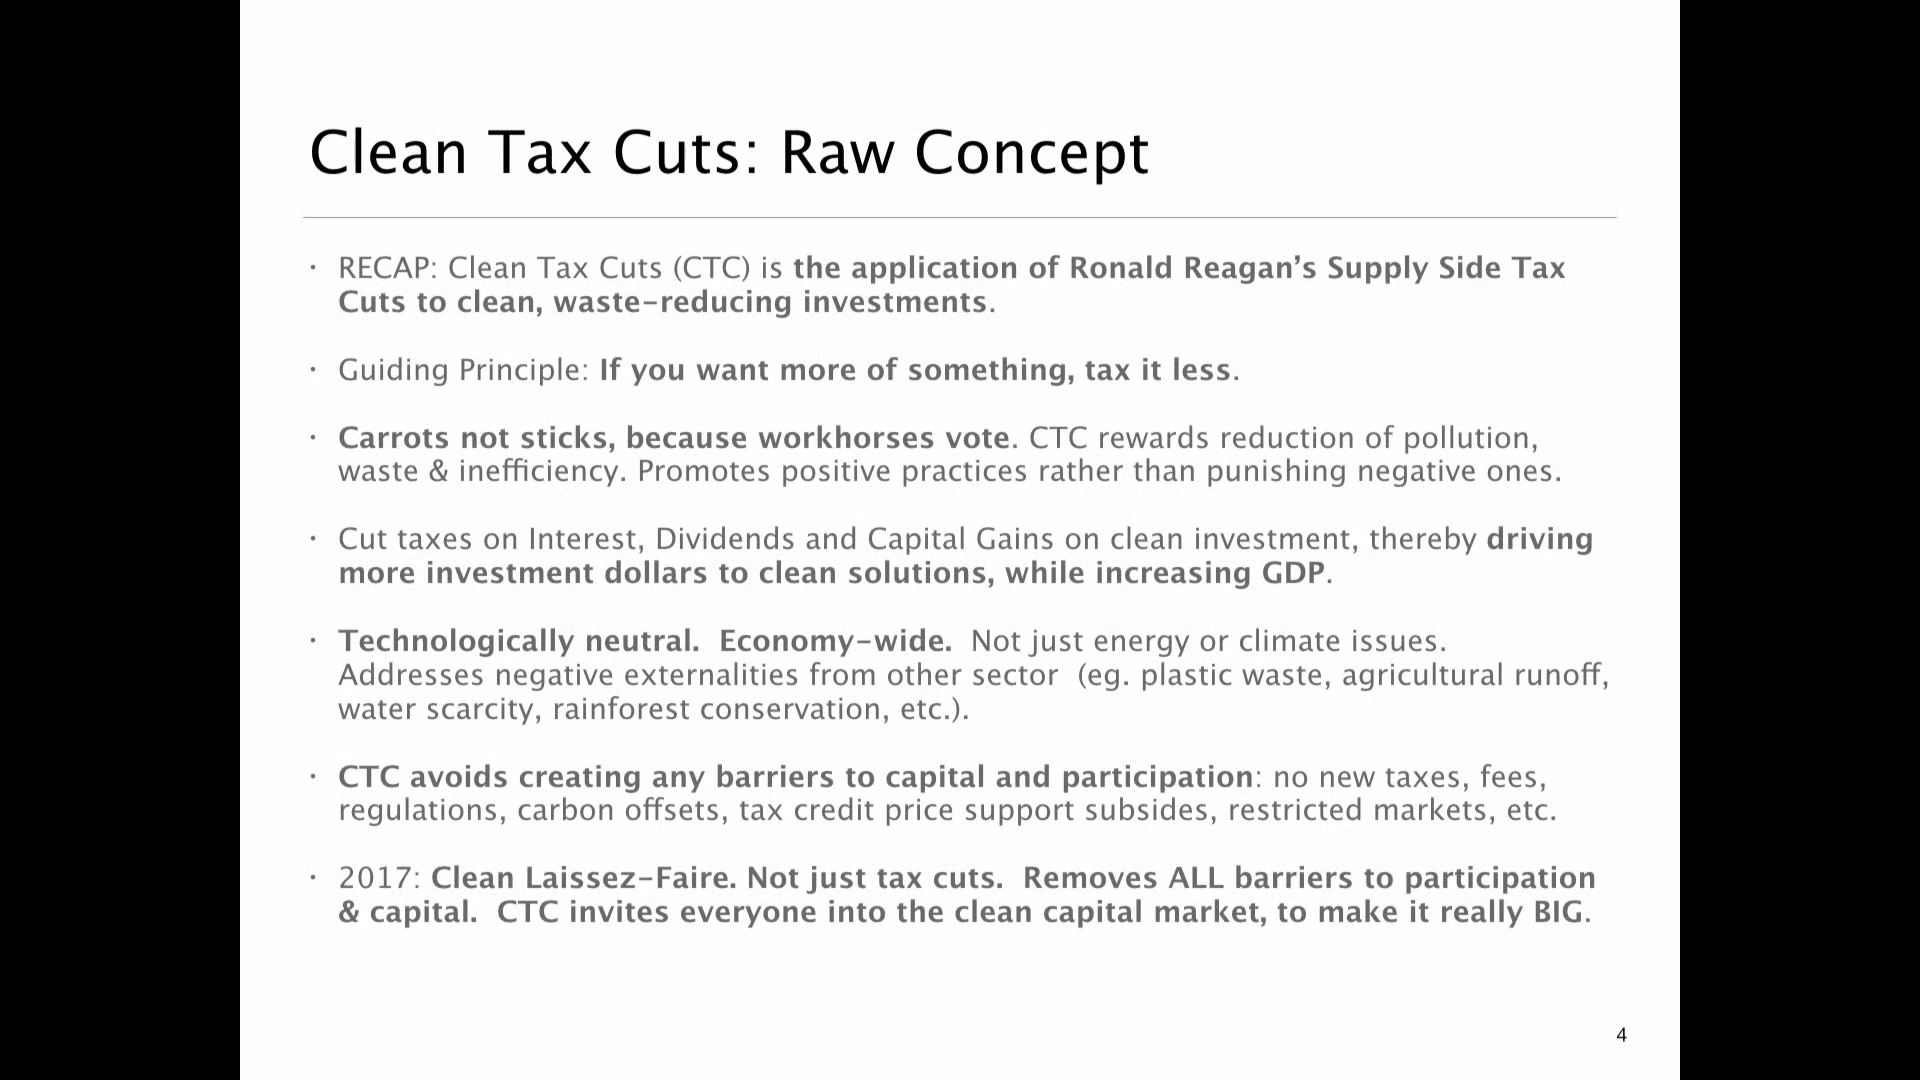 Clean Tax Cuts: Raw Concept
• RECAP: Clean Tax Cuts (CTC) is the application of Ronald Reagan’s Supply Side Tax
Cuts to clean, waste-reducing investments.
• Guiding Principle: If you want more of something, tax it less.
• Carrots not sticks, because workhorses vote. CTC rewards reduction of pollution,
waste & inefficiency. Promotes positive practices rather than punishing negative ones.
• Cut taxes on Interest, Dividends and Capital Gains on clean investment, thereby driving
more investment dollars to clean solutions, while increasing GDP.
• Technologically neutral.  Economy-wide.  Not just energy or climate issues.
Addresses negative externalities from other sector  (eg. plastic waste, agricultural runoff,
water scarcity, rainforest conservation, etc.).
• CTC avoids creating any barriers to capital and participation: no new taxes, fees,
regulations, carbon offsets, tax credit price support subsides, restricted markets, etc.
• 2017: Clean Laissez-Faire. Not just tax cuts.  Removes ALL barriers to participation
& capital.  CTC invites everyone into the clean capital market, to make it really BIG.
4